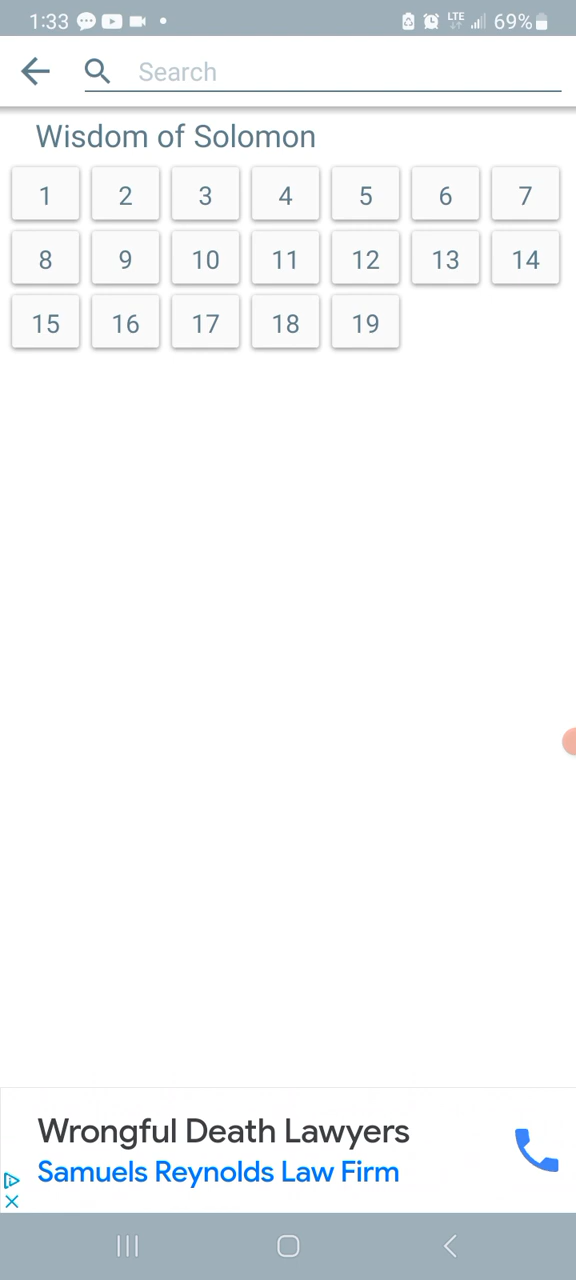 1:33 LTE 69%
Search
Wisdom of Solomon
1 2 3 4 5 6 7
8 9 10 11 12 13 14
15 16 17 18 19
Wrongful Death Lawyers
Samuels Reynolds Law Firm